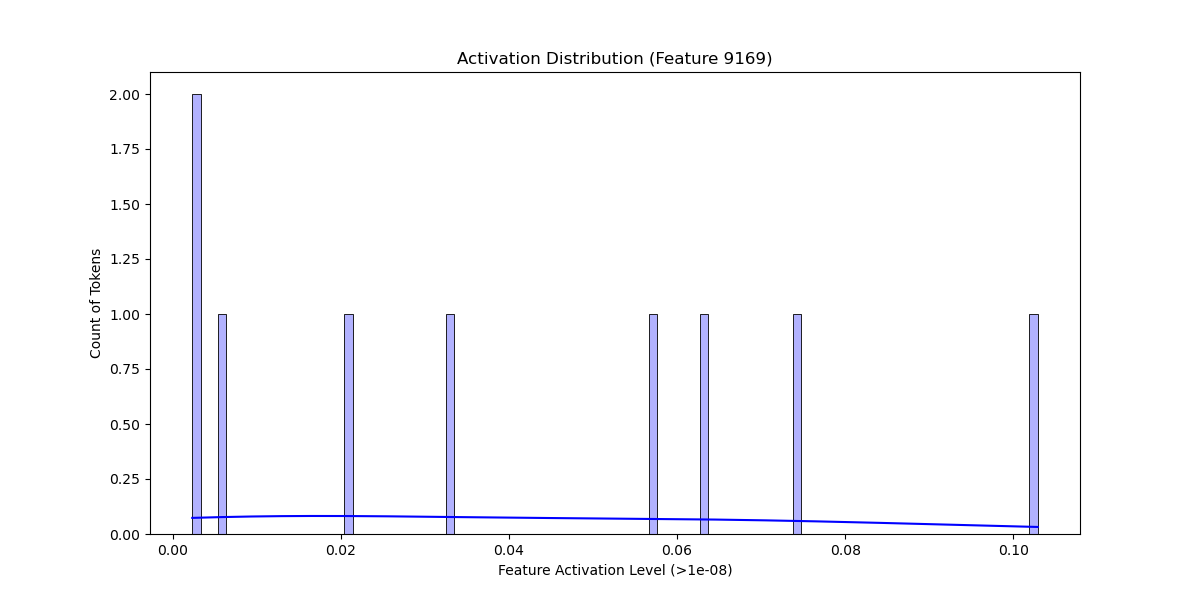 Activation Distribution (Feature 9169)
2.00
1.75
1.50
1.25
1.00
0.75
0.50
0.25
0.00
Count of Tokens
0.00 0.02 0.04 0.06 0.08 0.10
Feature Activation Level (>1e-08)